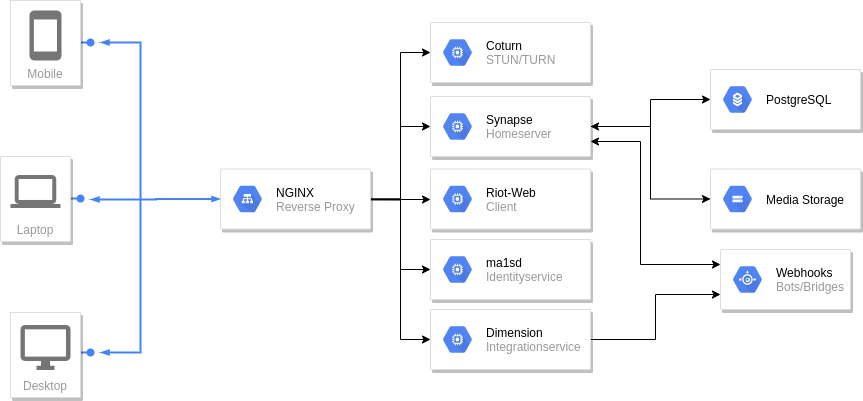 Mobile
Laptop
Desktop
NGINX
Reverse Proxy
Coturn
STUN/TURN
Synapse
Homeserver
Riot-Web
Client
ma1sd
Identityservice
Dimension
Integrationservice
PostgreSQL
Media Storage
Webhooks
Bots/Bridges